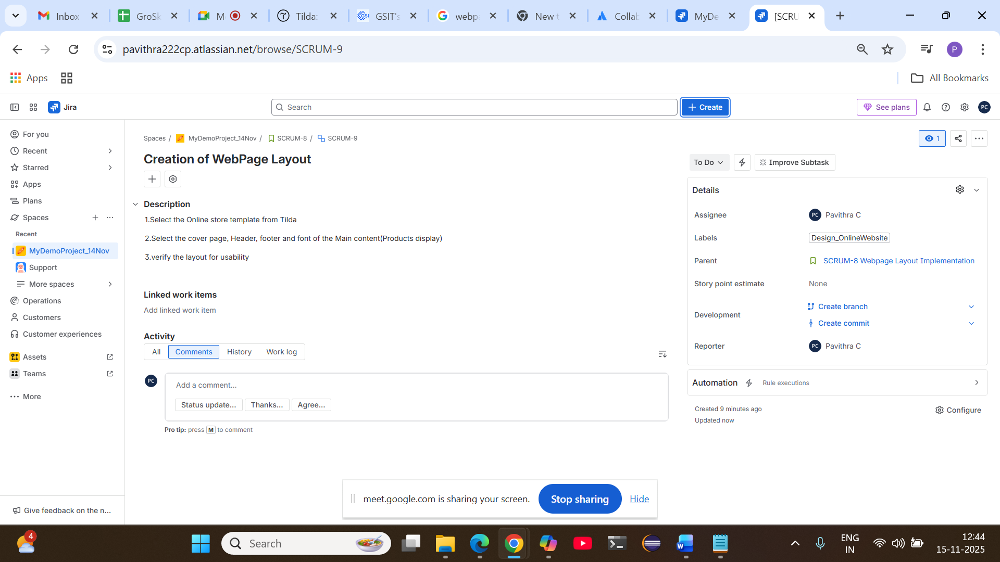 Inbox
GroSk
M
Tilda:
GSIT's
webpa
New t
Collab
MyDe
[SCRU
pavithra222cp.atlassian.net/browse/SCRUM-9
P
Apps
All Bookmarks
Jira
Search
Create
See plans
PC
For you
Recent
Starred
Apps
Plans
Spaces
Recent
MyDemoProject_14Nov
Support
More spaces
Operations
Customers
Customer experiences
Assets
Teams
More
Give feedback on the n...
Spaces / MyDemoProject_14Nov / SCRUM-8 / SCRUM-9
Creation of WebPage Layout
Description
1.Select the Online store template from Tilda
2.Select the cover page, Header, footer and font of the Main content(Products display)
3.verify the layout for usability
Linked work items
Add linked work item
Activity
All
Comments
History
Work log
PC
Add a comment...
Status update...
Thanks...
Agree...
Pro tip: press M to comment
1
To Do
Improve Subtask
Details
Assignee
PC Pavithra C
Labels
Design_OnlineWebsite
Parent
SCRUM-8 Webpage Layout Implementation
Story point estimate
None
Development
Create branch
Create commit
Reporter
PC Pavithra C
Automation
Rule executions
Created 9 minutes ago
Updated now
Configure
meet.google.com is sharing your screen.
Stop sharing
Hide
4
Search
ENG
IN
12:44
15-11-2025